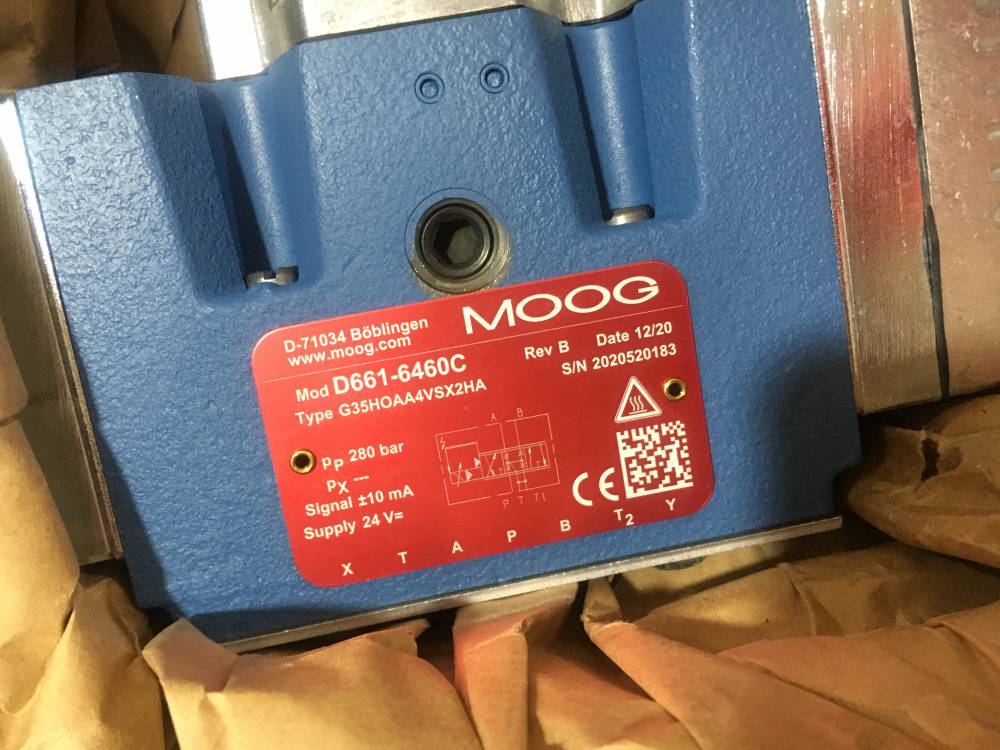 MOOG
D-71034 Böblingen
www.moog.com
Mod D661-6460C
Rev B Date 12/20
Type G35HOAA4VSX2HA
S/N 2020520183
pP 280 bar
pX ---
Signal ±10 mA
Supply 24 V=
A B
P T T1
CE
X T A P B T2 Y